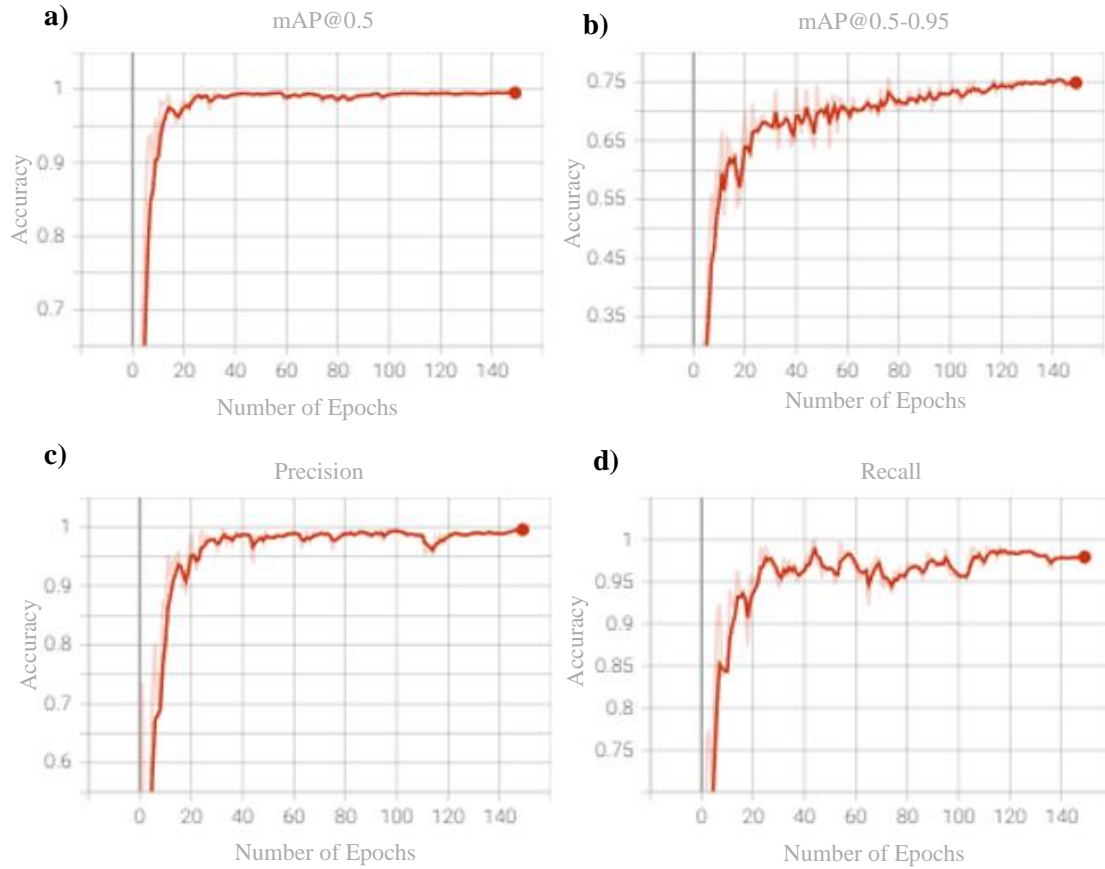 a)
mAP@0.5
1
0.9
0.8
0.7
Accuracy
0 20 40 60 80 100 120 140
Number of Epochs
b)
mAP@0.5-0.95
0.75
0.65
0.55
0.45
0.35
Accuracy
0 20 40 60 80 100 120 140
Number of Epochs
c)
Precision
1
0.9
0.8
0.7
0.6
Accuracy
0 20 40 60 80 100 120 140
Number of Epochs
d)
Recall
1
0.95
0.9
0.85
0.8
0.75
Accuracy
0 20 40 60 80 100 120 140
Number of Epochs